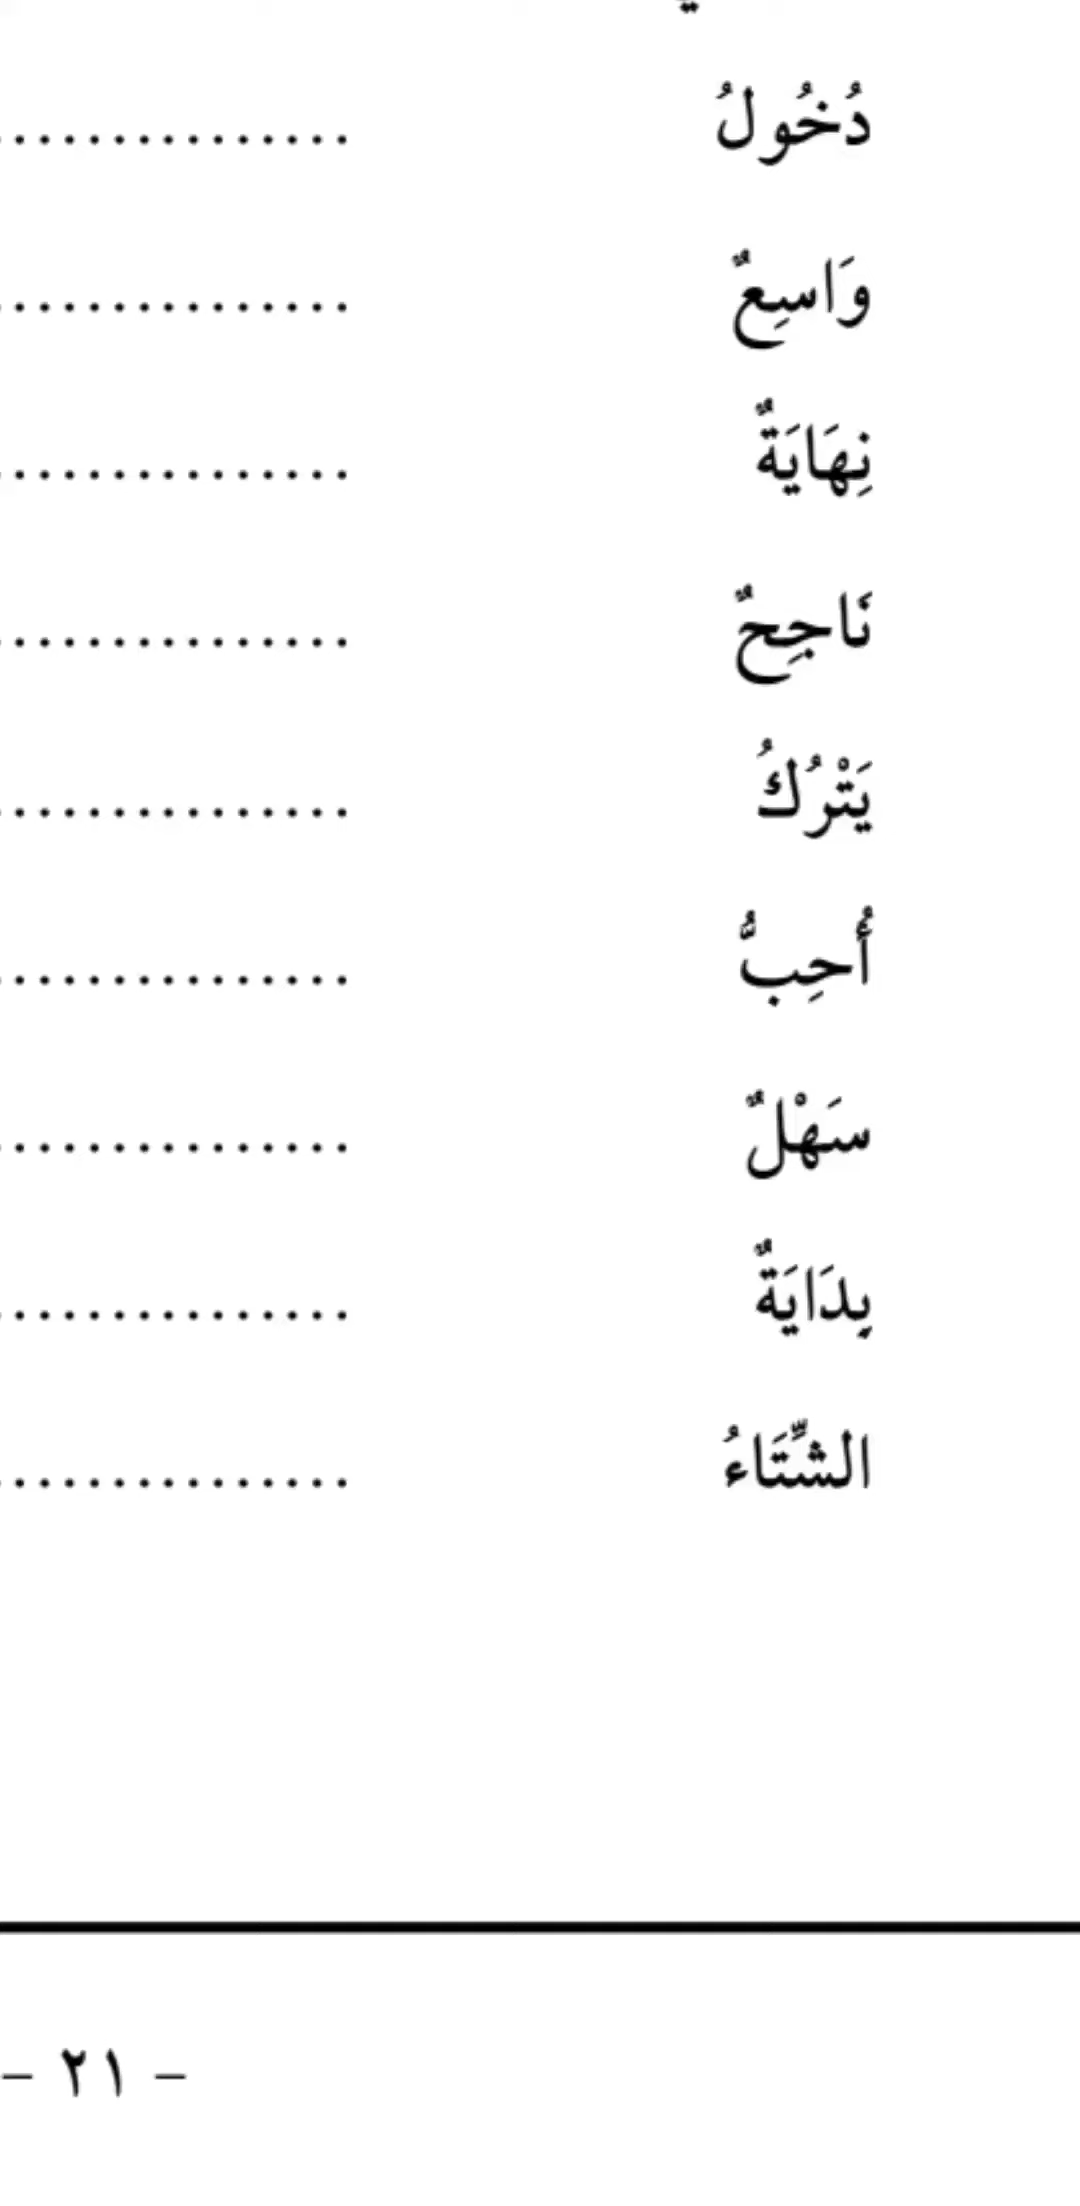 دُخُولُ ...............
وَاسِعٌ ...............
نِهَايَةٌ ...............
نَاجِحٌ ...............
يَتْرُكُ ...............
أُحِبُّ ...............
سَهْلٌ ...............
بِدَايَةٌ ...............
الشِّتَاءُ ...............
- ٢١ -